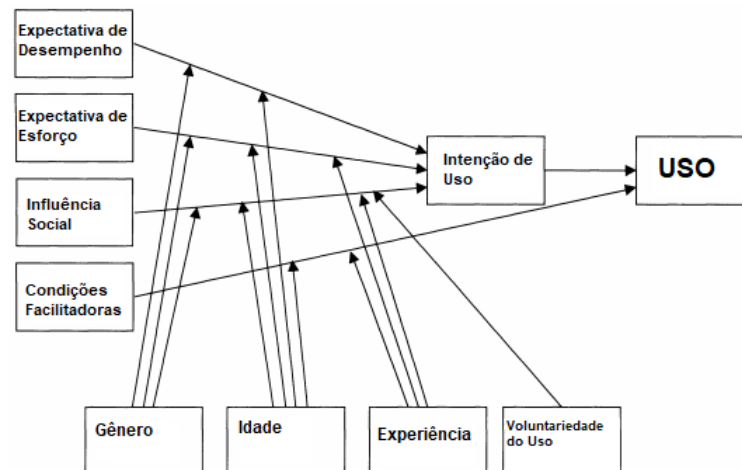 Expectativa de
Desempenho
Expectativa de
Esforço
Influência
Social
Condições
Facilitadoras
Intenção de
Uso
USO
Gênero
Idade
Experiência
Voluntariedade
do Uso